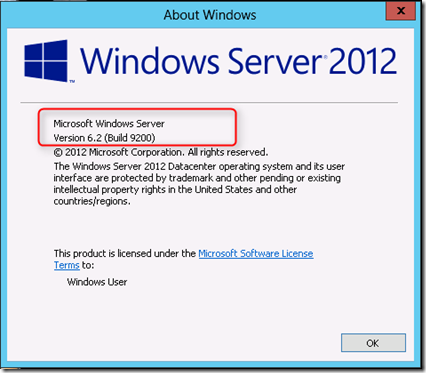 About Windows
x
Windows Server® 2012
™
Microsoft Windows Server
Version 6.2 (Build 9200)
© 2012 Microsoft Corporation. All rights reserved.
The Windows Server 2012 Datacenter operating system and its user
interface are protected by trademark and other pending or existing
intellectual property rights in the United States and other
countries/regions.
This product is licensed under the Microsoft Software License
Terms to:
Windows User
OK